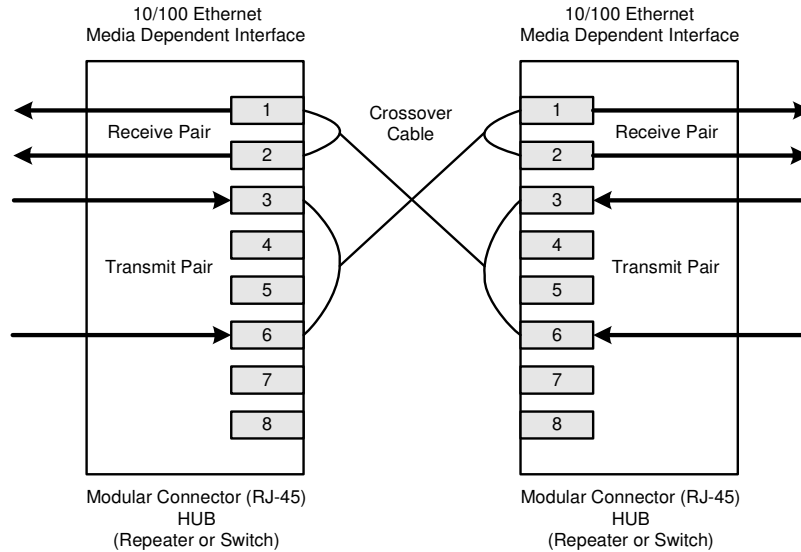 10/100 Ethernet
Media Dependent Interface
10/100 Ethernet
Media Dependent Interface
1
Receive Pair
2
3
4
Transmit Pair
5
6
7
8
Crossover
Cable
1
Receive Pair
2
3
4
Transmit Pair
5
6
7
8
Modular Connector (RJ-45)
HUB
(Repeater or Switch)
Modular Connector (RJ-45)
HUB
(Repeater or Switch)